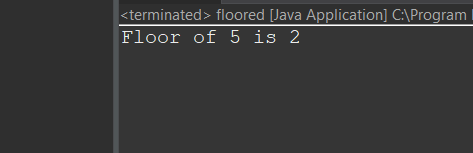 <terminated> floored [Java Application] C:\Program
Floor of 5 is 2